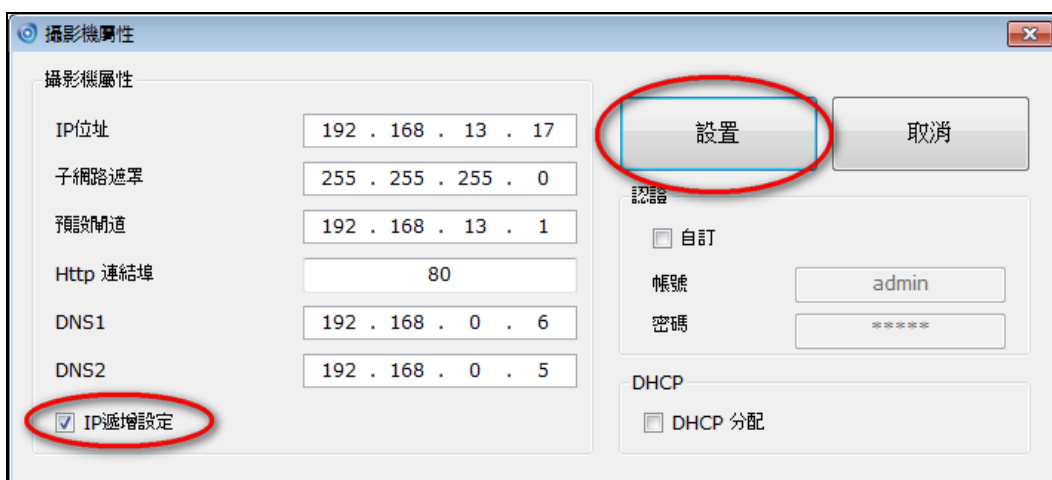 攝影機屬性
攝影機屬性
IP位址 192 . 168 . 13 . 17
子網路遮罩 255 . 255 . 255 . 0
預設閘道 192 . 168 . 13 . 1
Http 連結埠 80
DNS1 192 . 168 . 0 . 6
DNS2 192 . 168 . 0 . 5
IP遞增設定
設置 取消
認證
自訂
帳號 admin
密碼 *****
DHCP
DHCP 分配